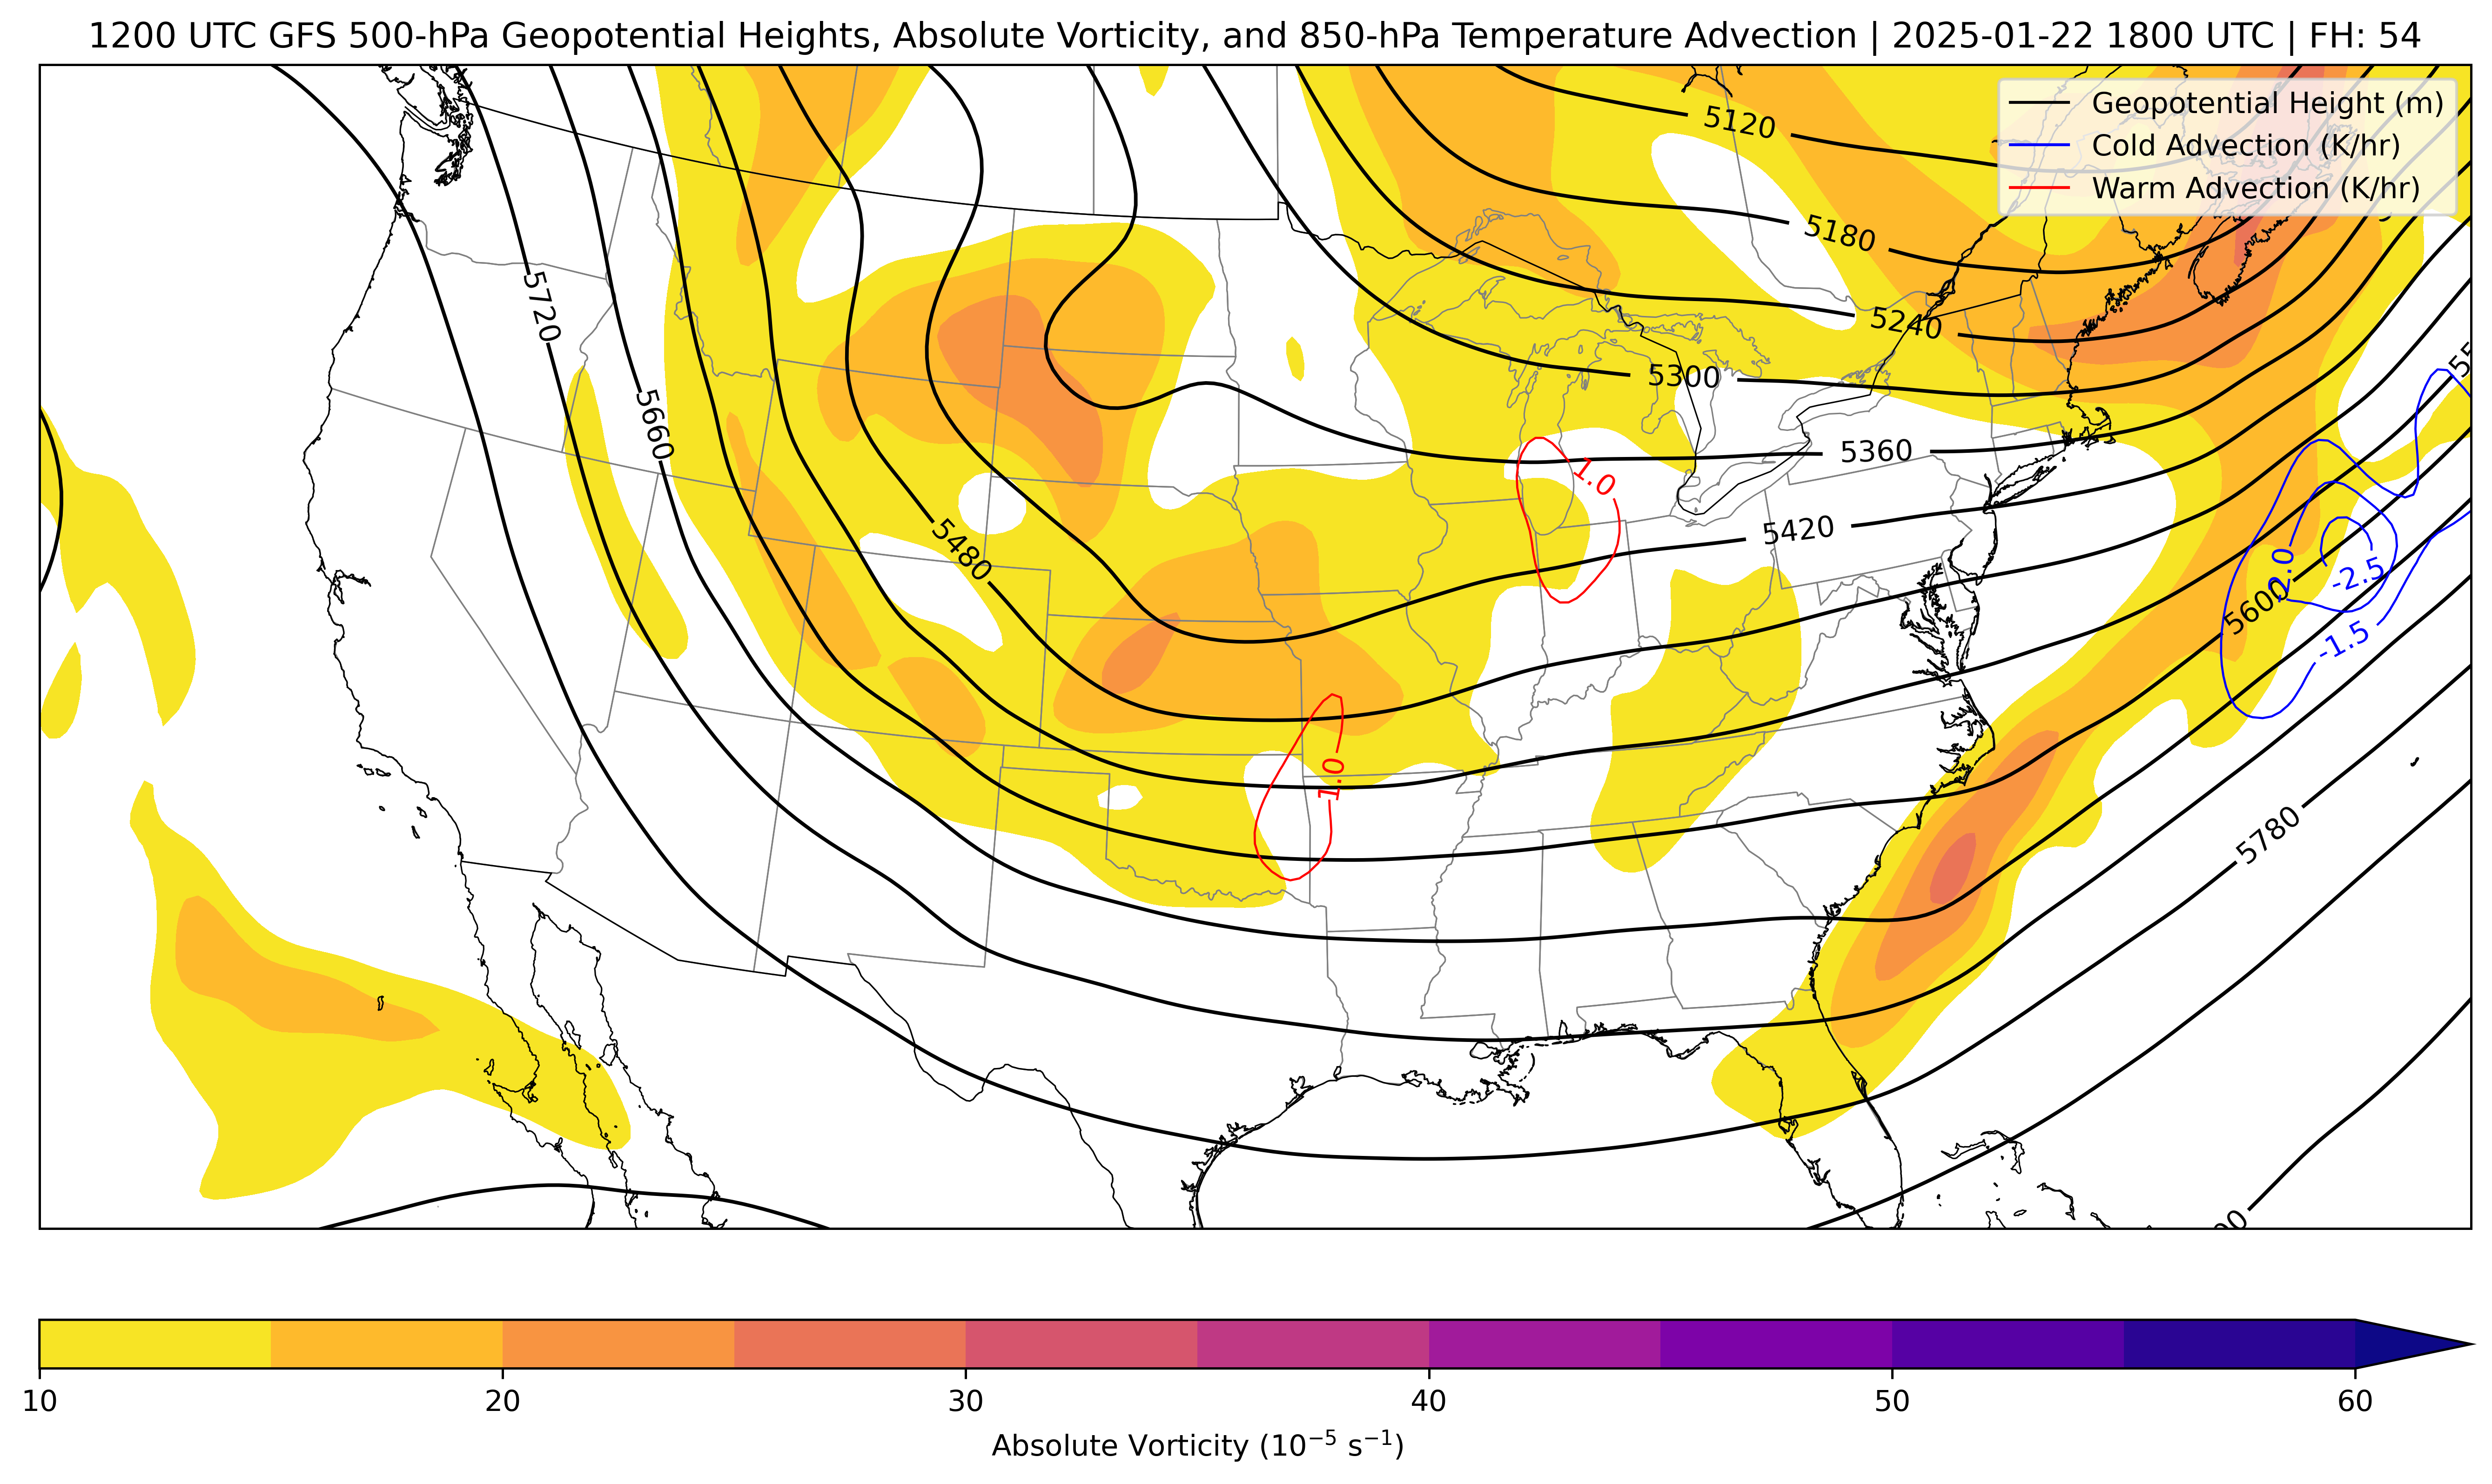 1200 UTC GFS 500-hPa Geopotential Heights, Absolute Vorticity, and 850-hPa Temperature Advection | 2025-01-22 1800 UTC | FH: 54
Geopotential Height (m)
Cold Advection (K/hr)
Warm Advection (K/hr)
5120
5180
5240
5300
5360
5420
5480
5720
5660
5600
5780
1.0
1.0
-2.0
-2.5
-1.5
10 20 30 40 50 60
Absolute Vorticity (10⁻⁵ s⁻¹)